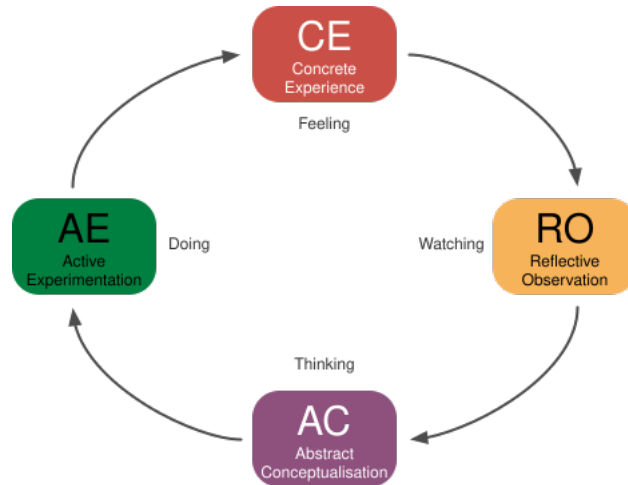 CE
Concrete
Experience
Feeling
AE
Active
Experimentation
Doing
Watching
RO
Reflective
Observation
Thinking
AC
Abstract
Conceptualisation